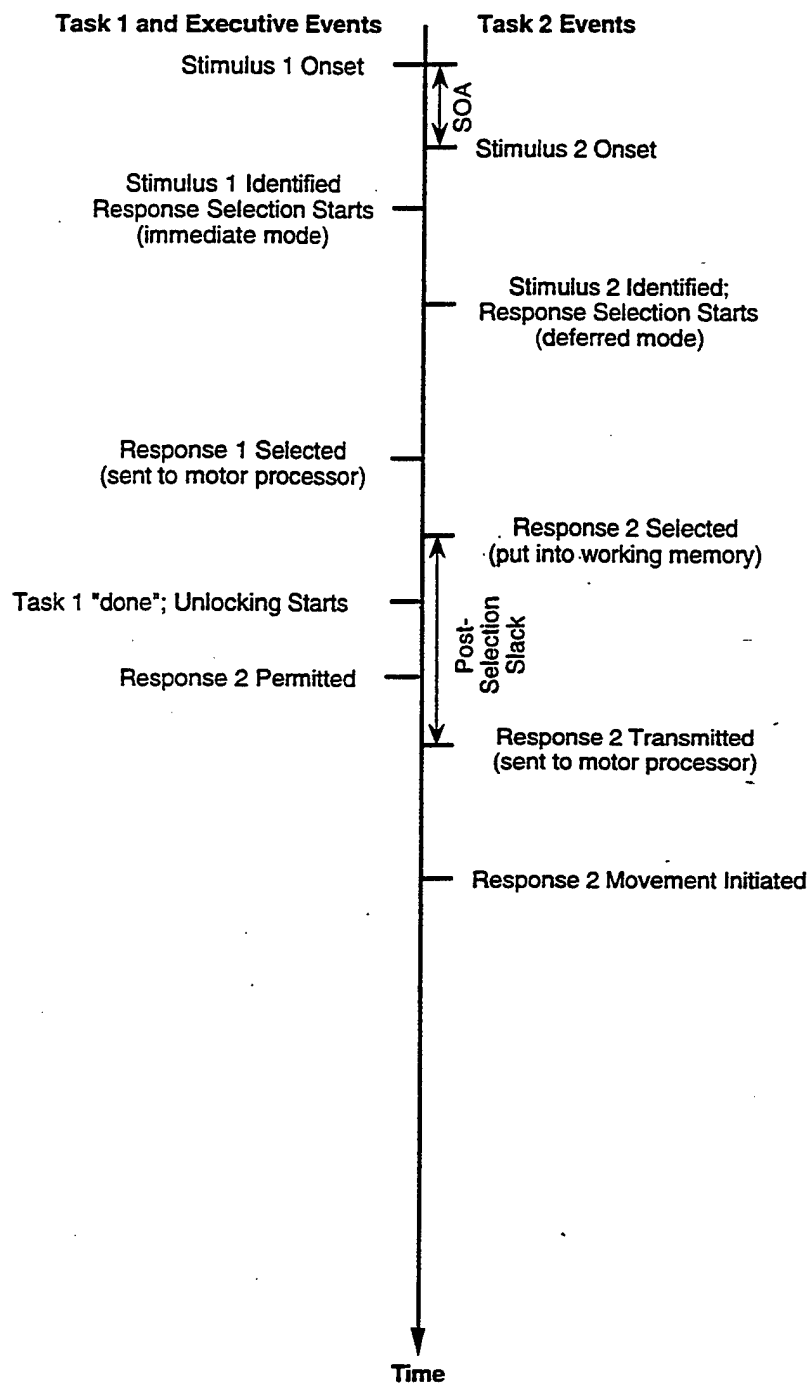 Task 1 and Executive Events
Task 2 Events
Stimulus 1 Onset
SOA
Stimulus 2 Onset
Stimulus 1 Identified
Response Selection Starts
(immediate mode)
Stimulus 2 Identified;
Response Selection Starts
(deferred mode)
Response 1 Selected
(sent to motor processor)
Response 2 Selected
(put into working memory)
Task 1 "done"; Unlocking Starts
Post-
Selection
Slack
Response 2 Permitted
Response 2 Transmitted
(sent to motor processor)
Response 2 Movement Initiated
Time